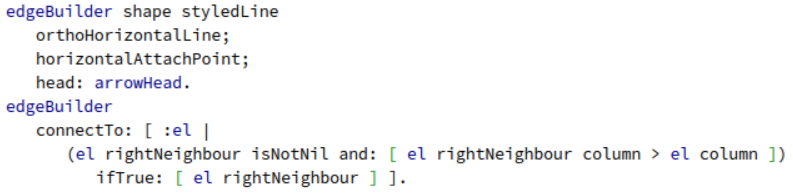 edgeBuilder shape styledLine
orthoHorizontalLine;
horizontalAttachPoint;
head: arrowHead.
edgeBuilder
connectTo: [ :el |
(el rightNeighbour isNotNil and: [ el rightNeighbour column > el column ])
ifTrue: [ el rightNeighbour ] ].